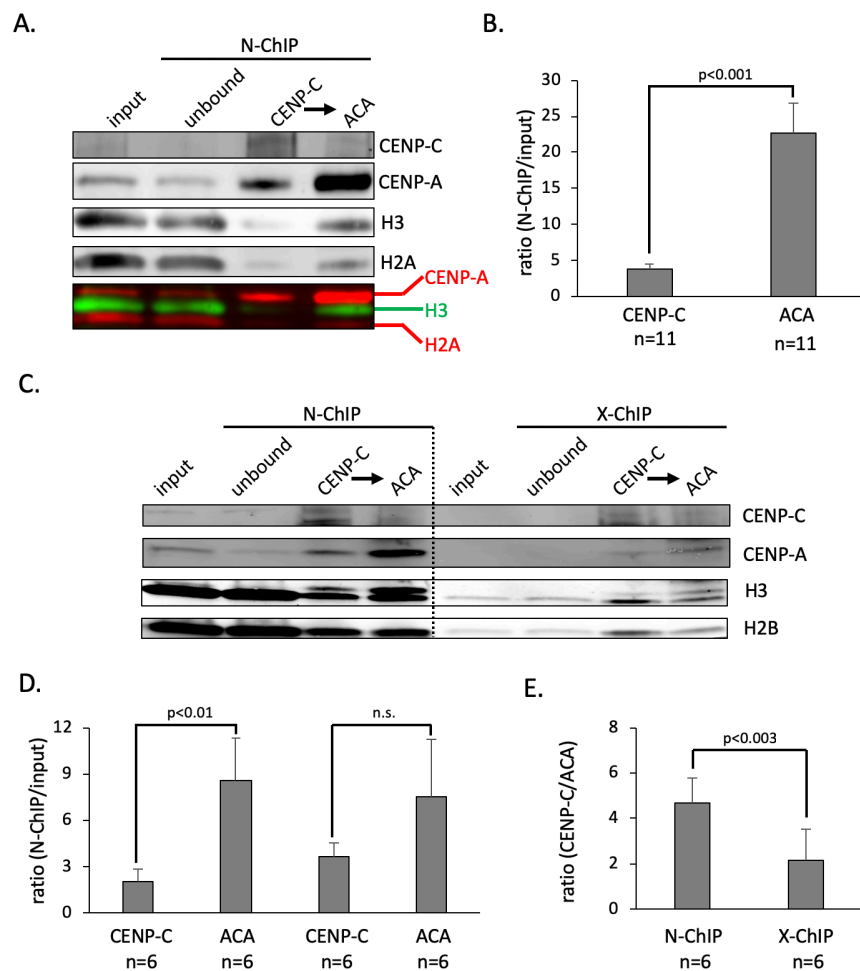 A.
N-ChIP
input
unbound
CENP-C
ACA
CENP-C
CENP-A
H3
H2A
CENP-A
H3
H2A
B.
ratio (N-ChIP/input)
30
25
20
15
10
5
0
p<0.001
CENP-C
n=11
ACA
n=11
C.
N-ChIP
X-ChIP
input
unbound
CENP-C
ACA
input
unbound
CENP-C
ACA
CENP-C
CENP-A
H3
H2B
D.
ratio (N-ChIP/input)
12
9
6
3
0
p<0.01
n.s.
CENP-C
ACA
CENP-C
ACA
n=6
n=6
n=6
n=6
E.
ratio (CENP-C/ACA)
8
6
4
2
0
p<0.003
N-ChIP
X-ChIP
n=6
n=6